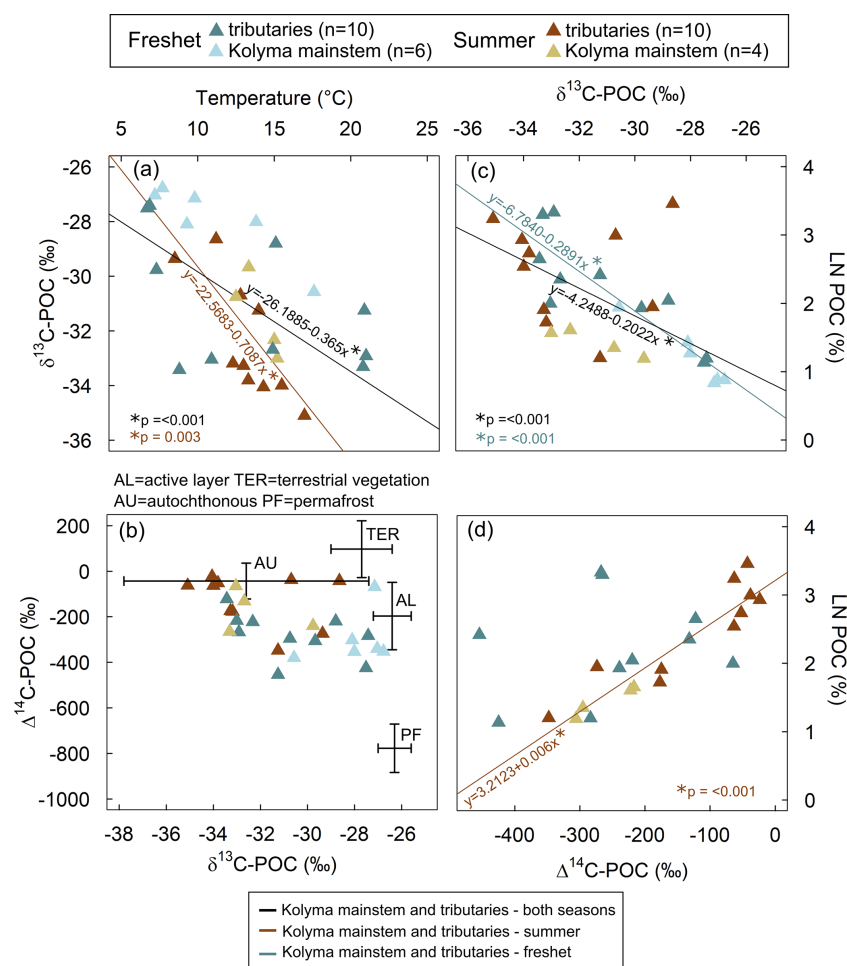 Freshet tributaries (n=10) Summer tributaries (n=10)
Kolyma mainstem (n=6) Kolyma mainstem (n=4)
Temperature (°C)
5 10 15 20 25
δ13C-POC (‰)
-36 -34 -32 -30 -28 -26
(a)
-26
-28
-30
-32
-34
-36
δ13C-POC (‰)
y=-26.1885-0.365x *
y=-22.5683-0.7087x *
*p =<0.001
*p = 0.003
(c)
4
3
2
1
0
LN POC (%)
y=-6.7840-0.2891x *
y=-4.2488-0.2022x *
*p =<0.001
*p =<0.001
AL=active layer TER=terrestrial vegetation
AU=autochthonous PF=permafrost
(b)
200
0
-200
-400
-600
-800
-1000
Δ14C-POC (‰)
TER
AU
AL
PF
-38 -36 -34 -32 -30 -28 -26
δ13C-POC (‰)
(d)
4
3
2
1
0
LN POC (%)
y=3.2123+0.006x *
*p =<0.001
-400 -300 -200 -100 0
Δ14C-POC (‰)
Kolyma mainstem and tributaries - both seasons
Kolyma mainstem and tributaries - summer
Kolyma mainstem and tributaries - freshet